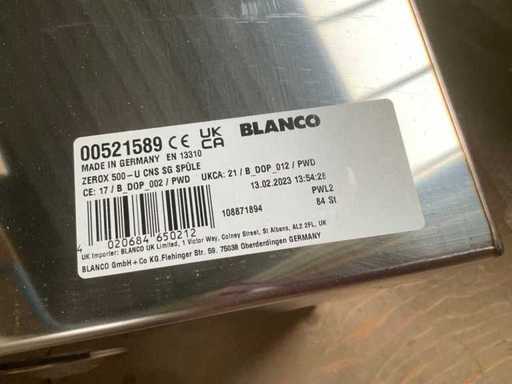 00521589 CE UKCA BLANCO
MADE IN GERMANY EN 13310
ZEROX 500-U CNS SG SPÜLE
CE: 17 / B_DOP_002 / PWD UKCA: 21 / B_DOP_012 / PWD
13.02.2023 13:54:28
108871894 PWL2
84 St
4 020684 650212
UK Importer: BLANCO UK Limited, 1 Victor Way, Colney Street, St Albans, AL2 2FL, UK
BLANCO GmbH + Co KG, Flehinger Str. 59, 75038 Oberderdingen GERMANY